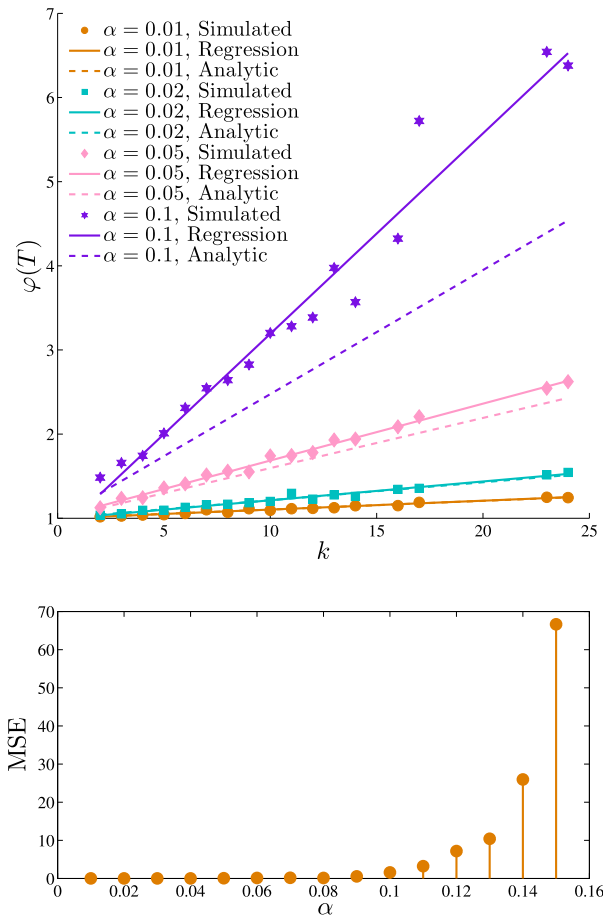 7
α = 0.01, Simulated
α = 0.01, Regression
α = 0.01, Analytic
α = 0.02, Simulated
α = 0.02, Regression
α = 0.02, Analytic
α = 0.05, Simulated
α = 0.05, Regression
α = 0.05, Analytic
α = 0.1, Simulated
α = 0.1, Regression
α = 0.1, Analytic
6
5
4
3
2
1
φ(T)
0 5 10 15 20 25
k
70
60
50
40
30
20
10
0
MSE
0 0.02 0.04 0.06 0.08 0.1 0.12 0.14 0.16
α